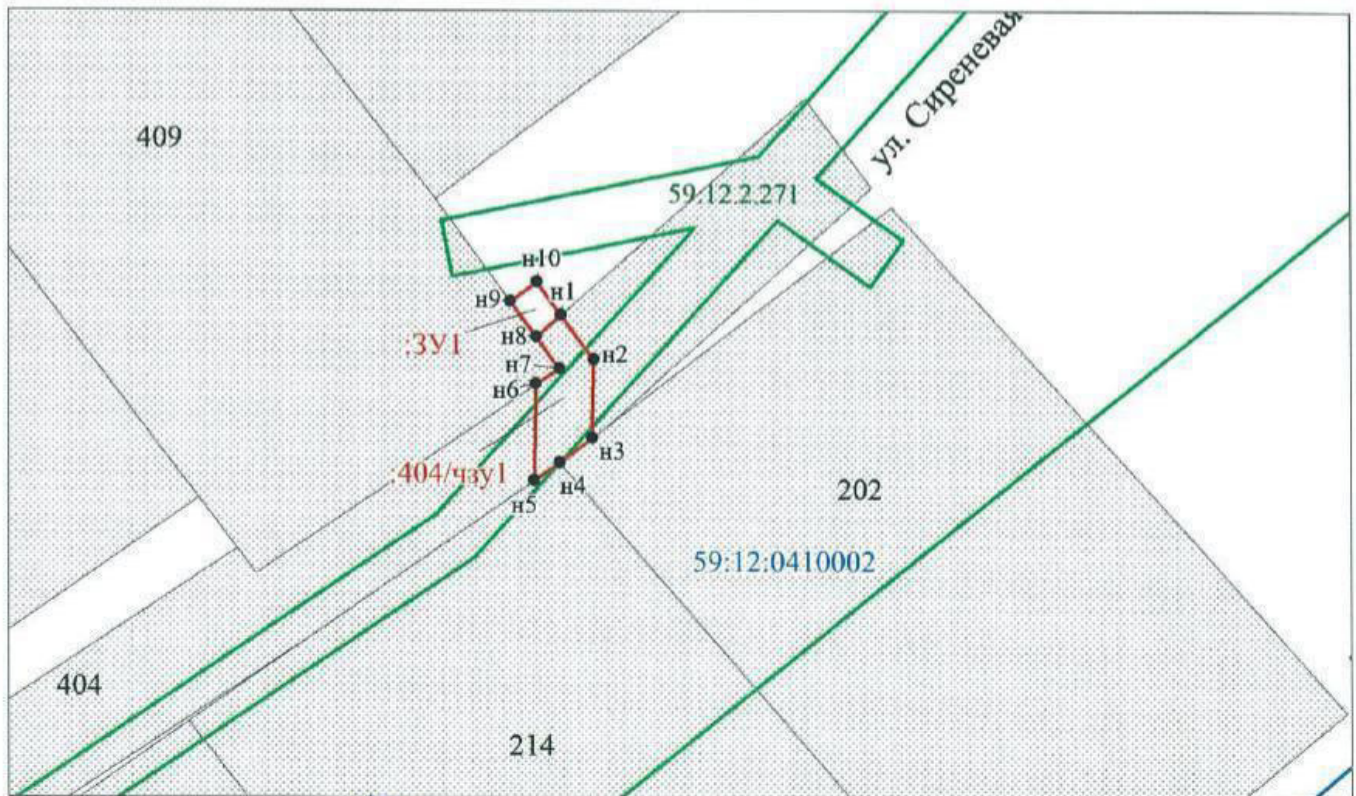 ул. Сиреневая
409
59.12.2.271
н10
н9
н1
:ЗУ1
н8
н2
н7
н6
:404/чзу1
н3
н4
н5
202
59:12:0410002
404
214